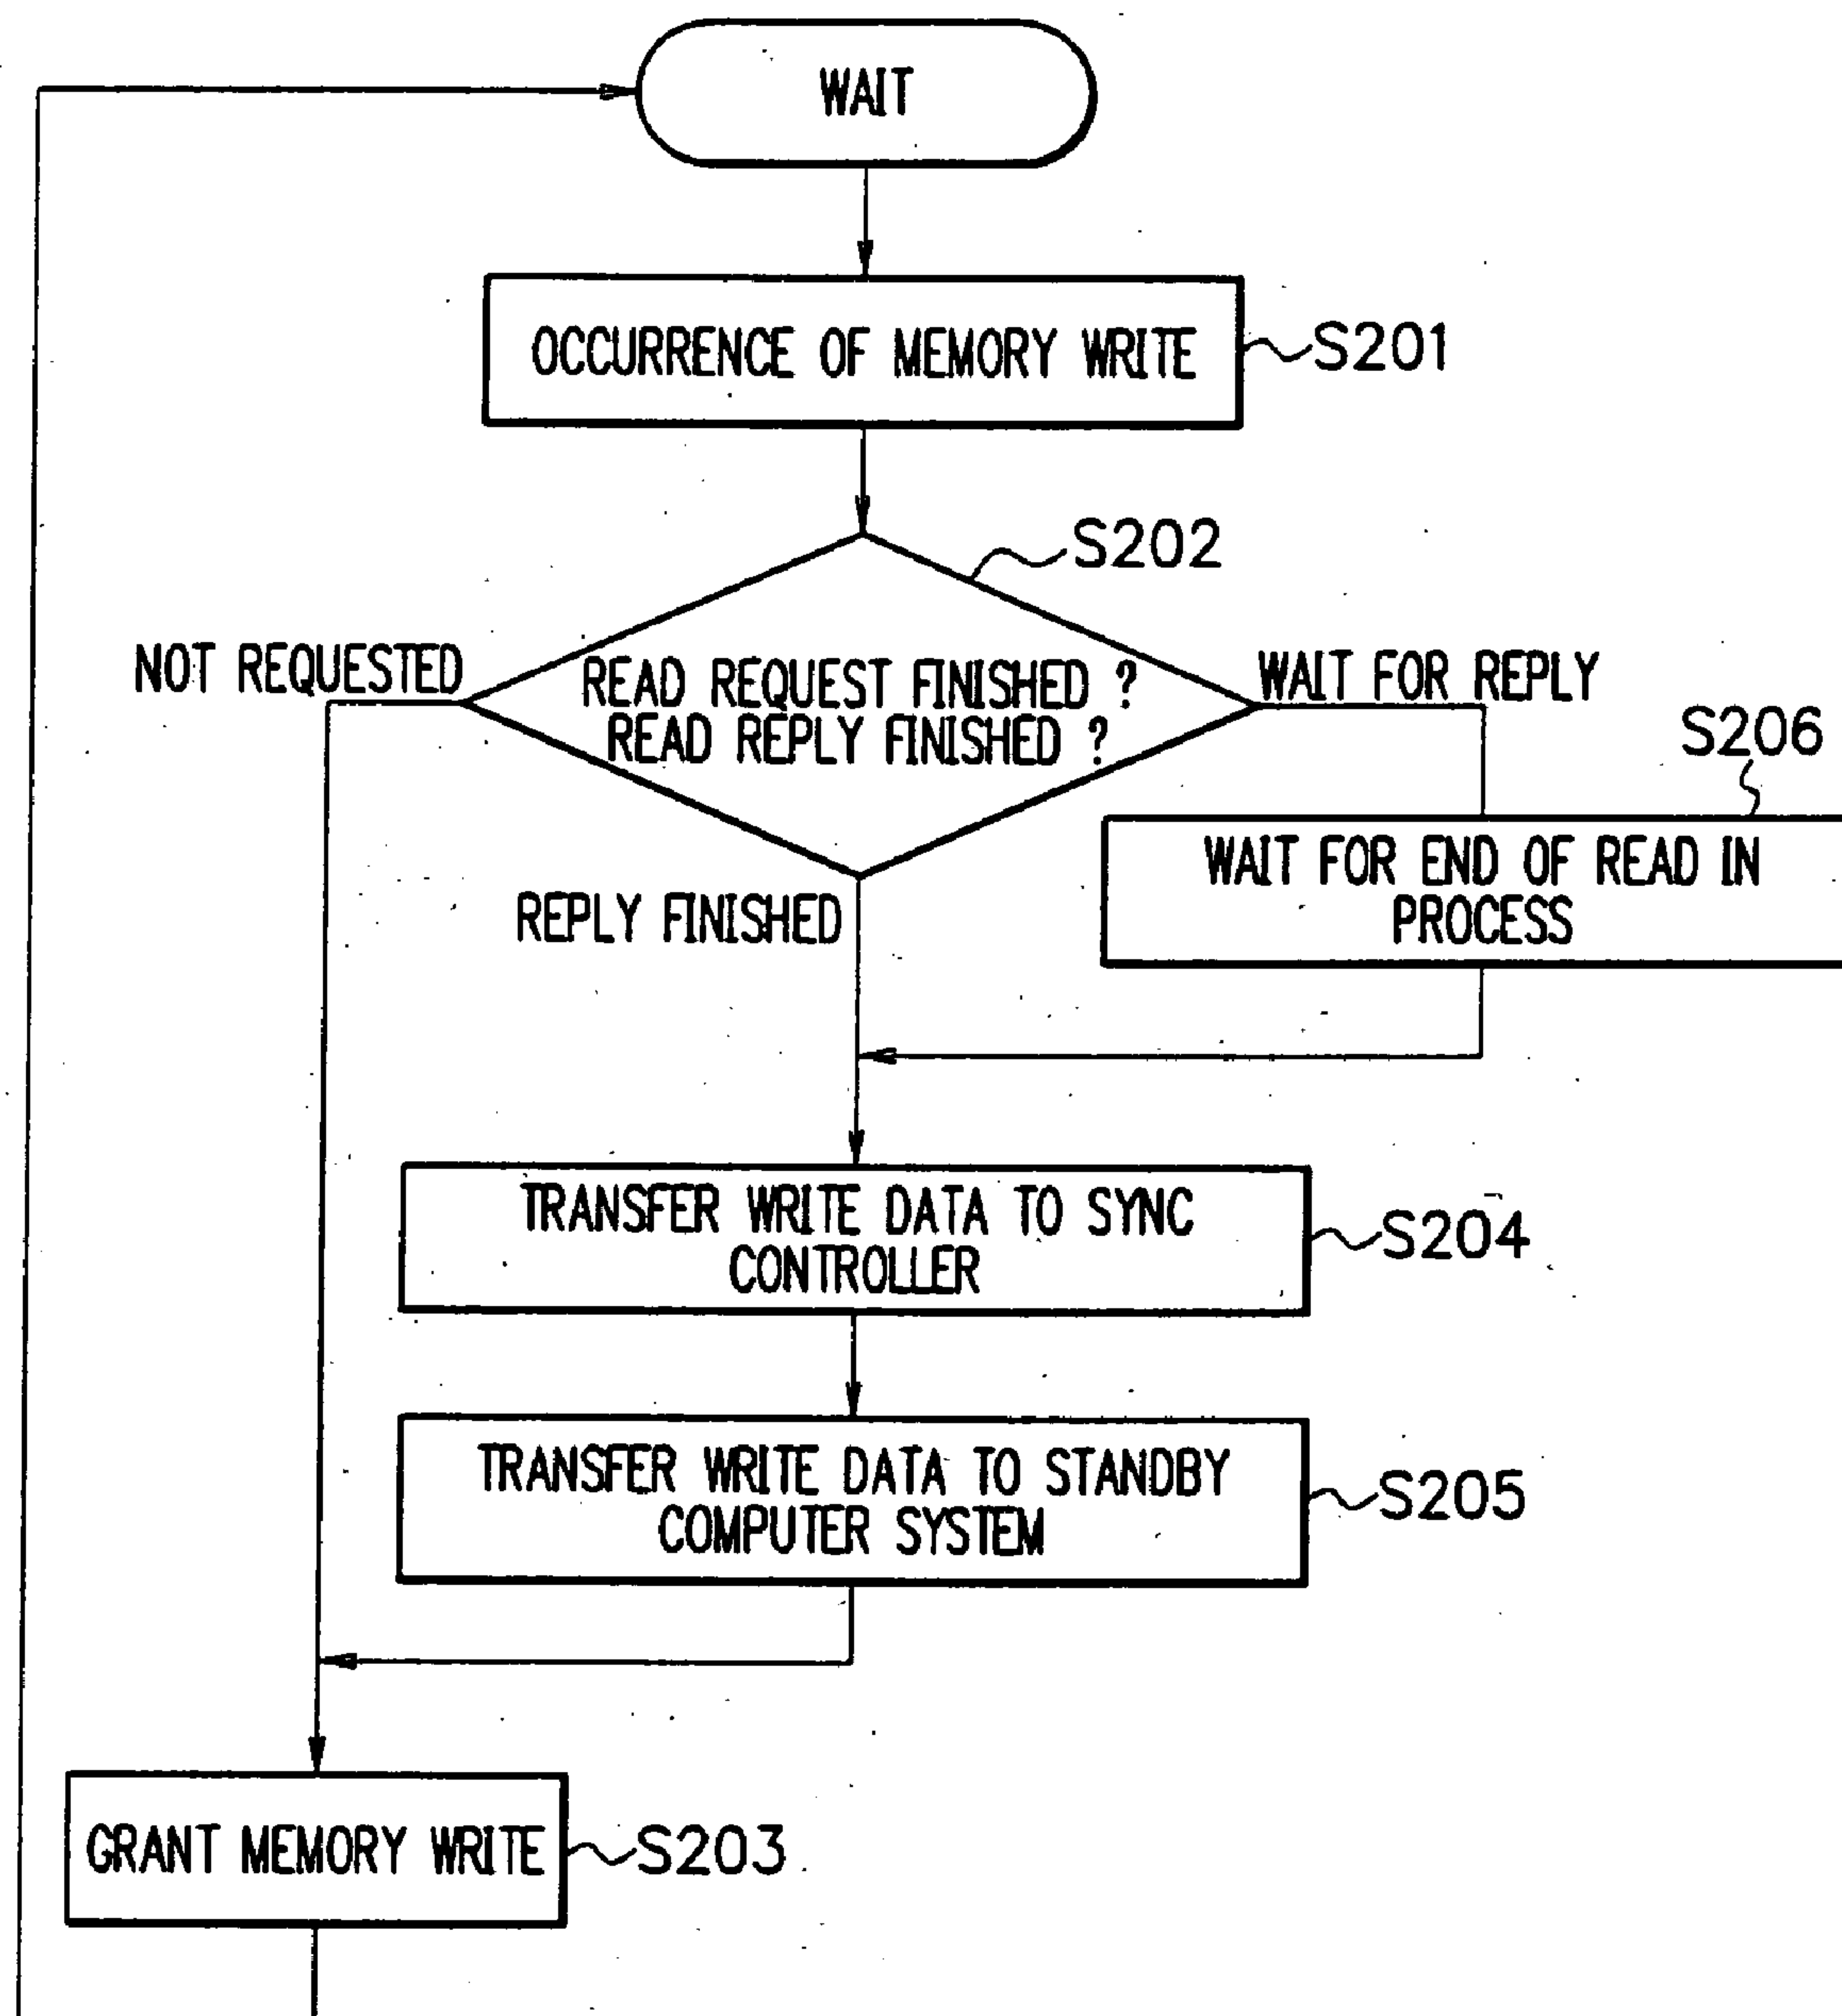 WAIT
OCCURRENCE OF MEMORY WRITE
S201
S202
NOT REQUESTED
READ REQUEST FINISHED ?
READ REPLY FINISHED ?
WAIT FOR REPLY
S206
WAIT FOR END OF READ IN
PROCESS
REPLY FINISHED
TRANSFER WRITE DATA TO SYNC
CONTROLLER
S204
TRANSFER WRITE DATA TO STANDBY
COMPUTER SYSTEM
S205
GRANT MEMORY WRITE
S203